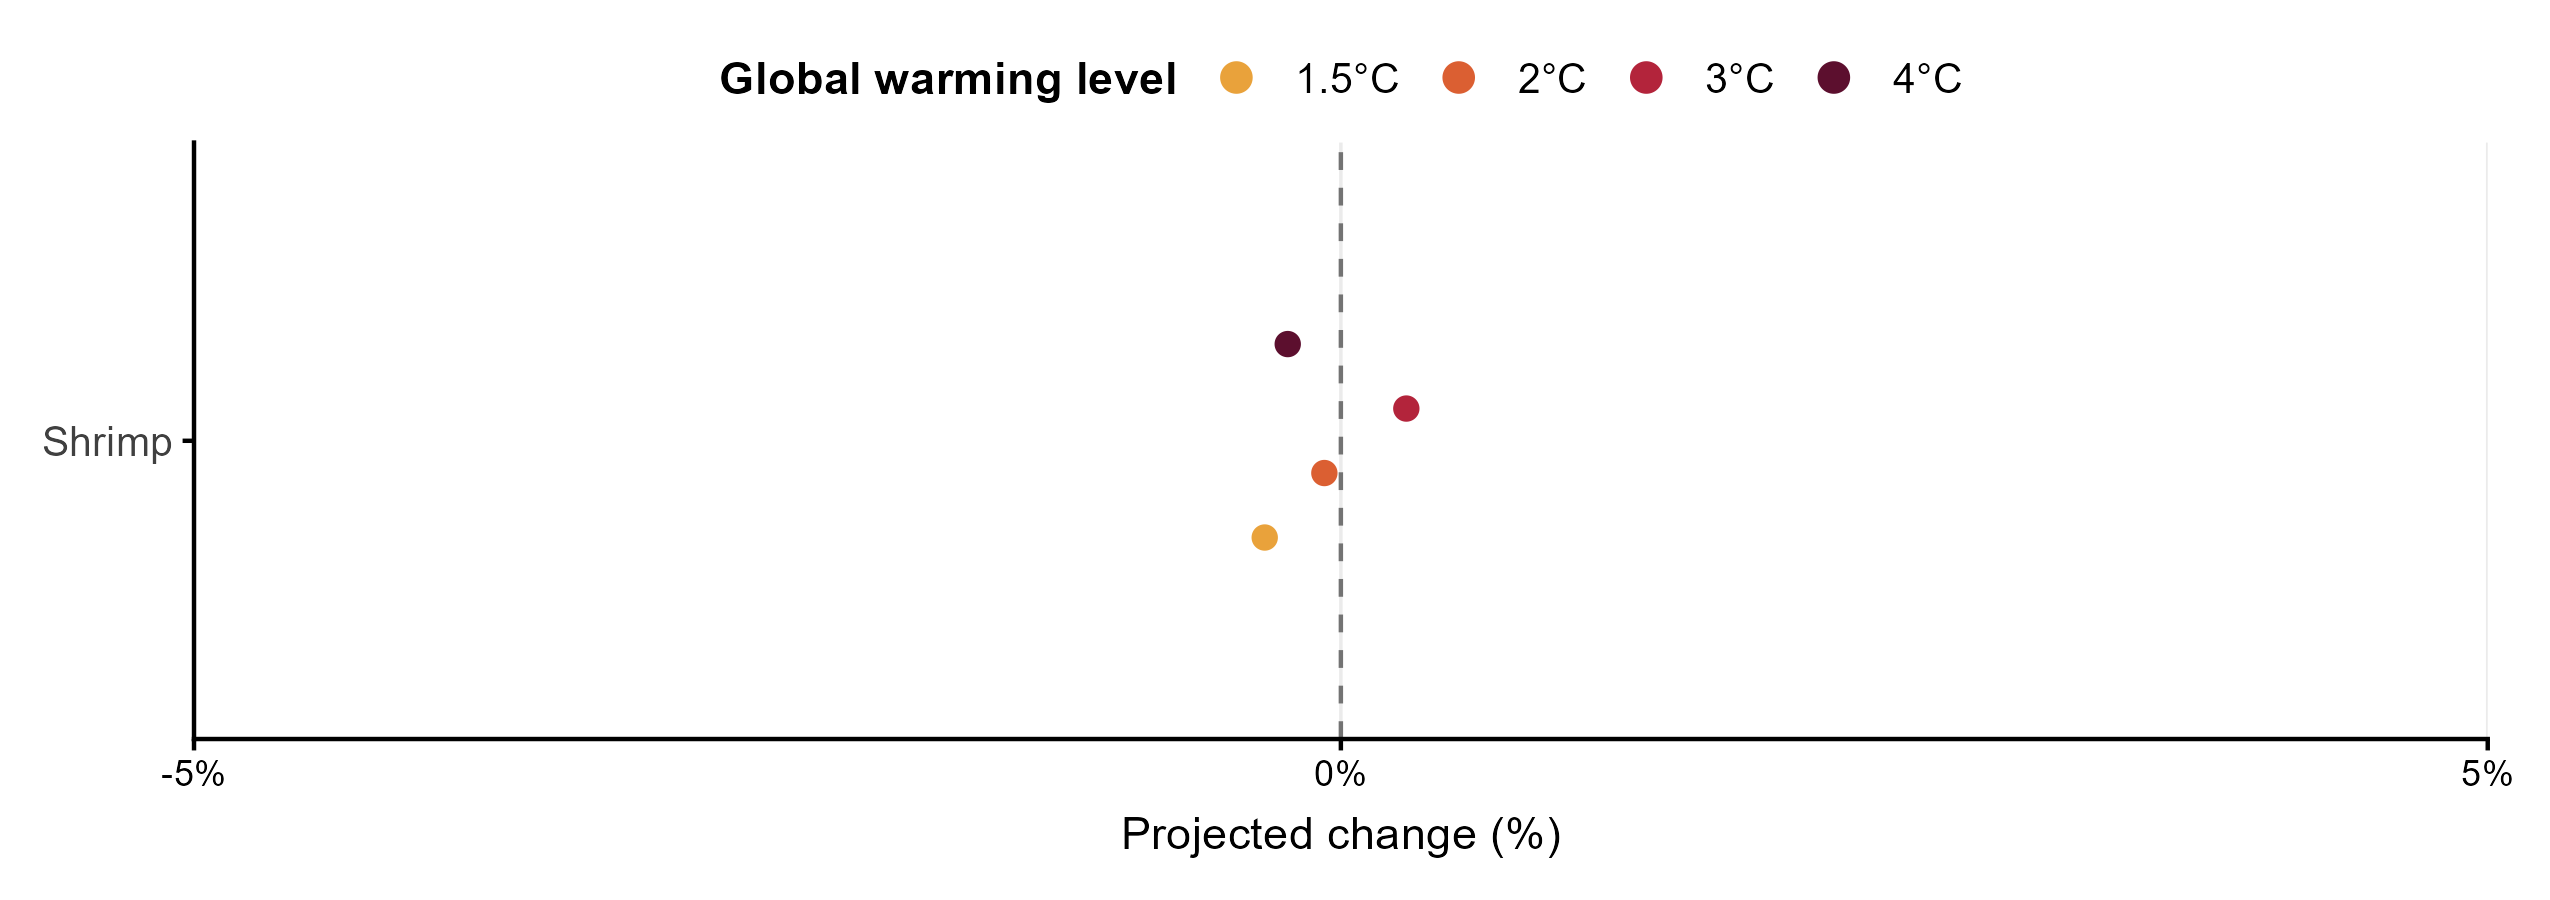 Global warming level 1.5°C 2°C 3°C 4°C
Shrimp
-5% 0% 5%
Projected change (%)